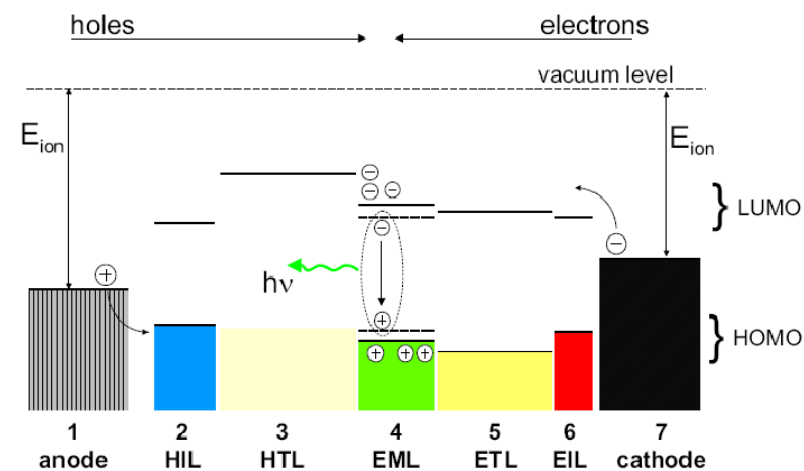 holes
electrons
vacuum level
E_ion
E_ion
LUMO
hν
HOMO
+
+
+
+
+
−
−
−
−
−
1 2 3 4 5 6 7
anode HIL HTL EML ETL EIL cathode